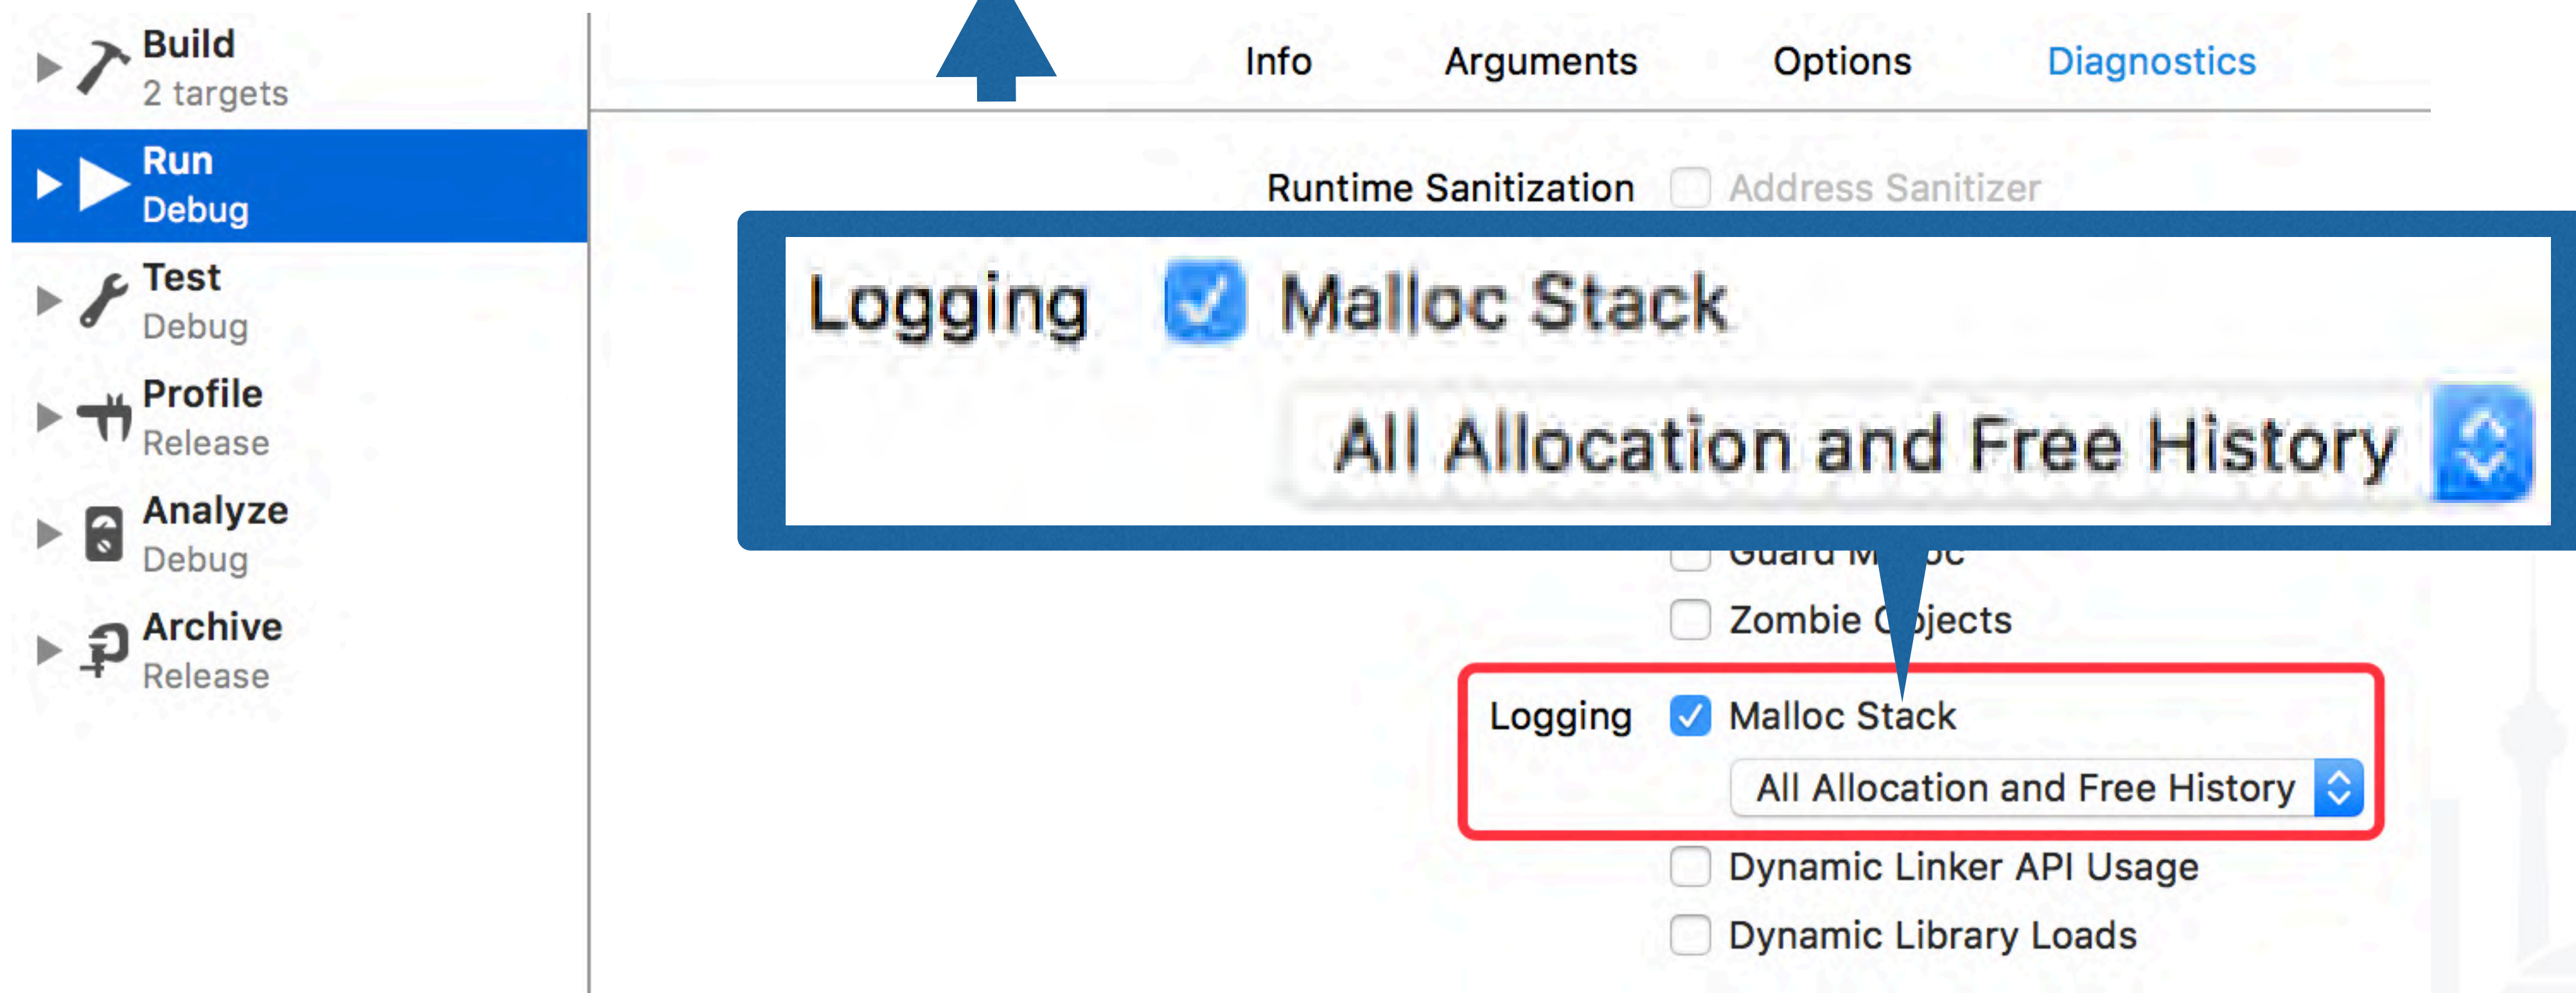 Build
2 targets
Run
Debug
Test
Debug
Profile
Release
Analyze
Debug
Archive
Release
Info Arguments Options Diagnostics
Runtime Sanitization Address Sanitizer
Logging Malloc Stack
All Allocation and Free History
Guard
Zombie Objects
Logging Malloc Stack
All Allocation and Free History
Dynamic Linker API Usage
Dynamic Library Loads